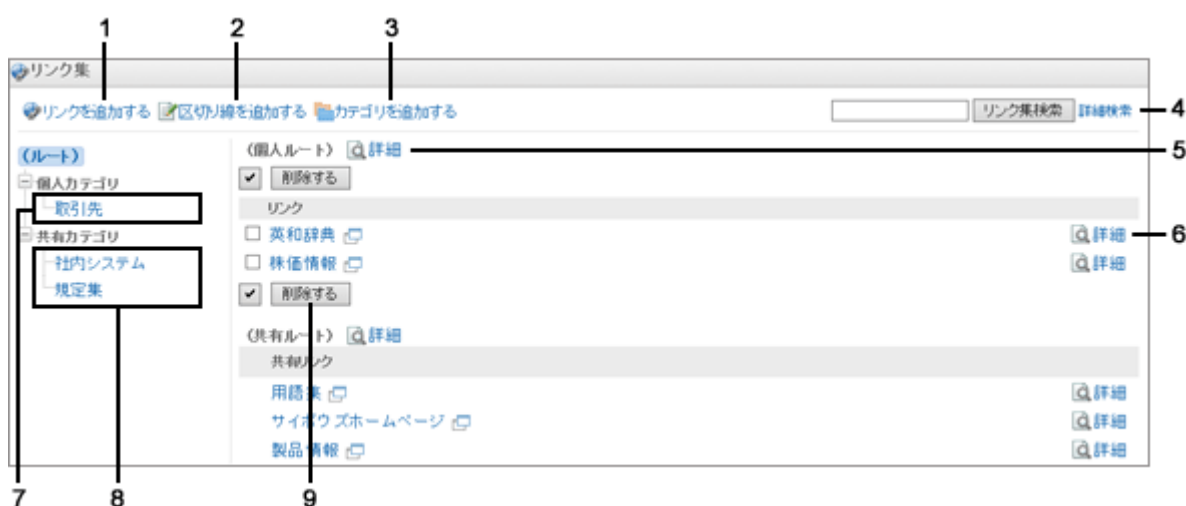 1 2 3
リンク集
リンクを追加する 区切り線を追加する カテゴリを追加する リンク集検索 詳細検索 4
(ルート) (個人ルート) 詳細 5
個人カテゴリ 削除する
取引先 リンク
共有カテゴリ 英和辞典 詳細 6
社内システム 株価情報 詳細
規定集 削除する
(共有ルート) 詳細
共有リンク
用語集 詳細
サイボウズホームページ 詳細
製品情報 詳細
7 8 9